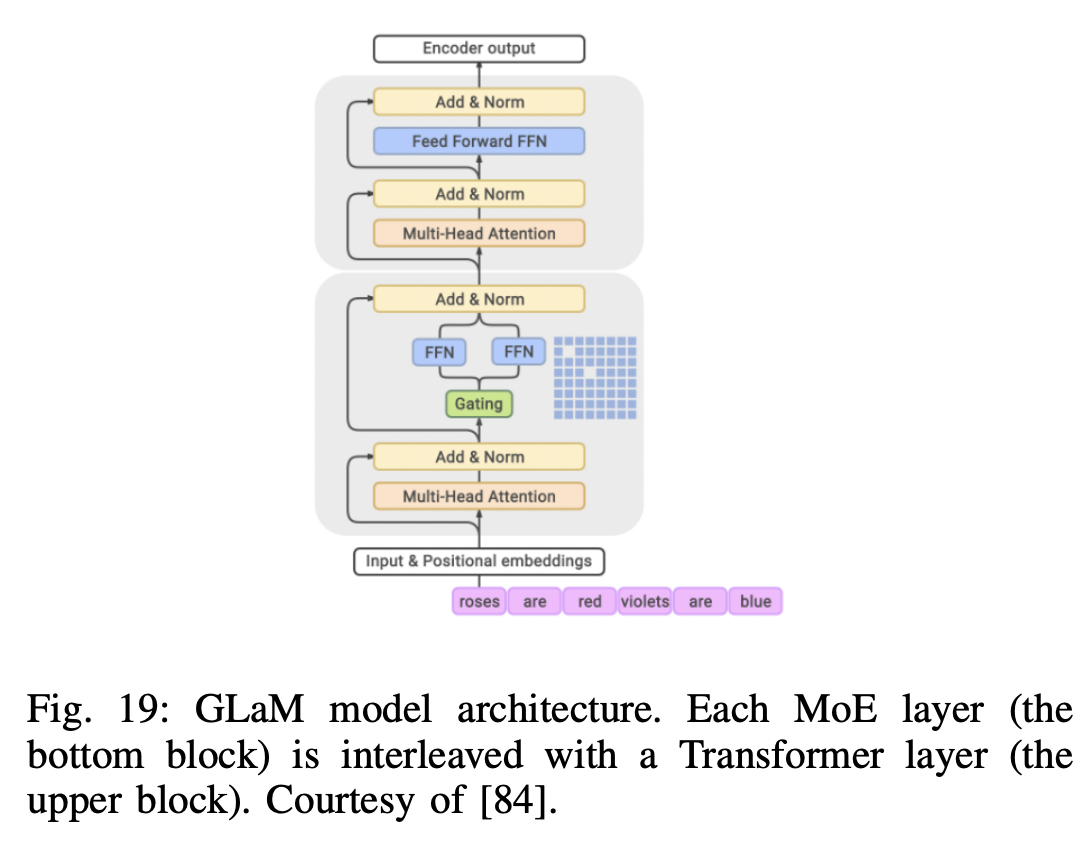 Encoder output
Add & Norm
Feed Forward FFN
Add & Norm
Multi-Head Attention
Add & Norm
FFN FFN
Gating
Add & Norm
Multi-Head Attention
Input & Positional embeddings
roses are red violets are blue
Fig. 19: GLaM model architecture. Each MoE layer (the
bottom block) is interleaved with a Transformer layer (the
upper block). Courtesy of [84].